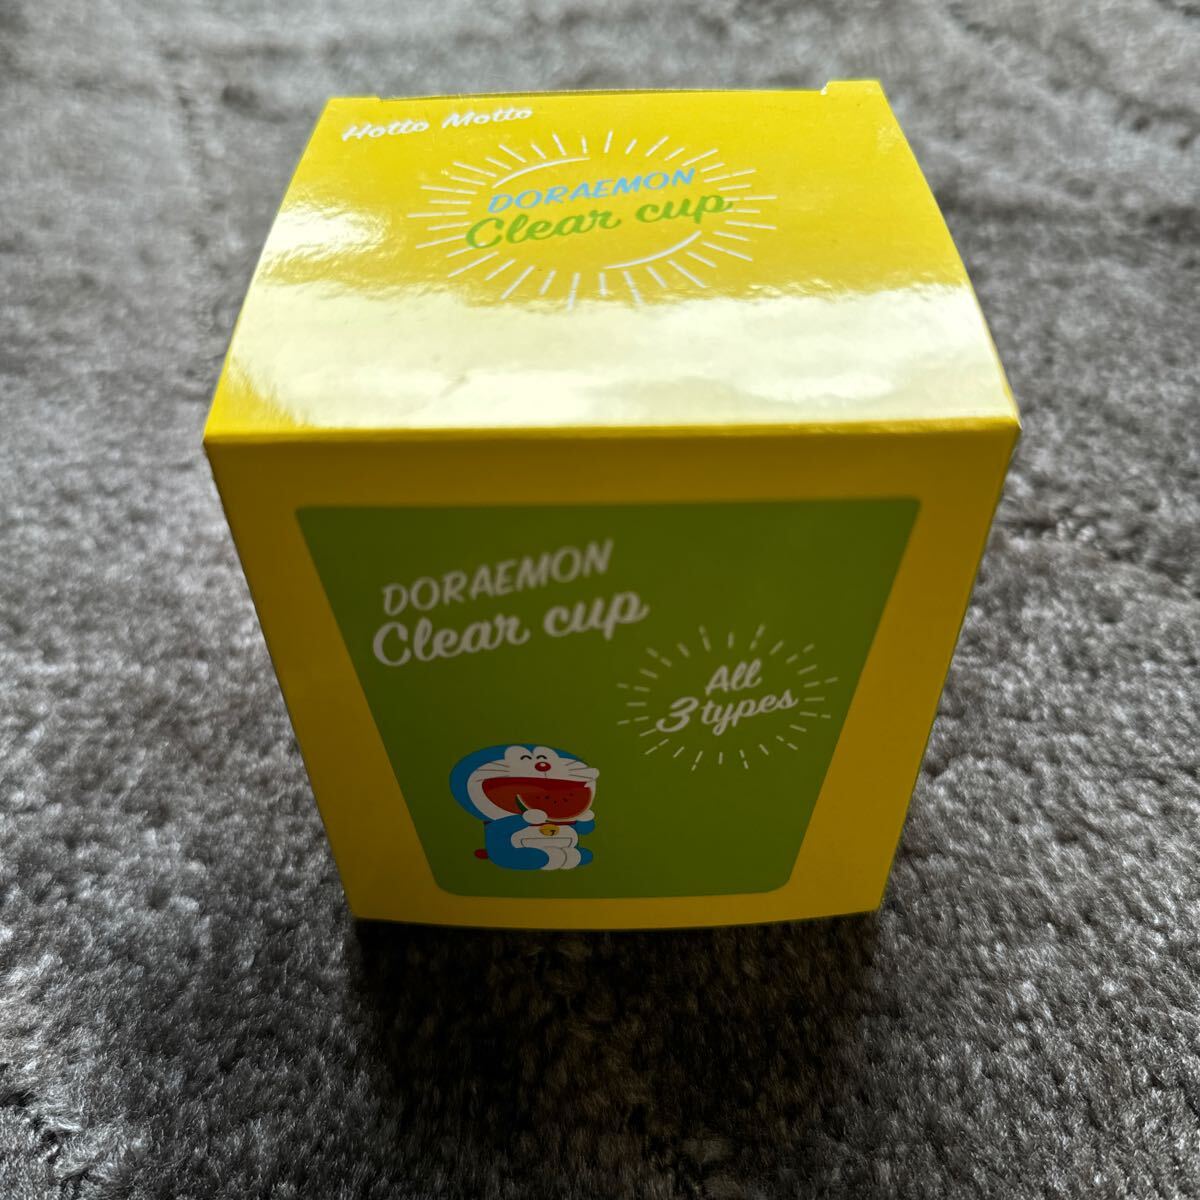 Hotto Motto
DORAEMON
Clear cup
DORAEMON
Clear cup
All
3 types